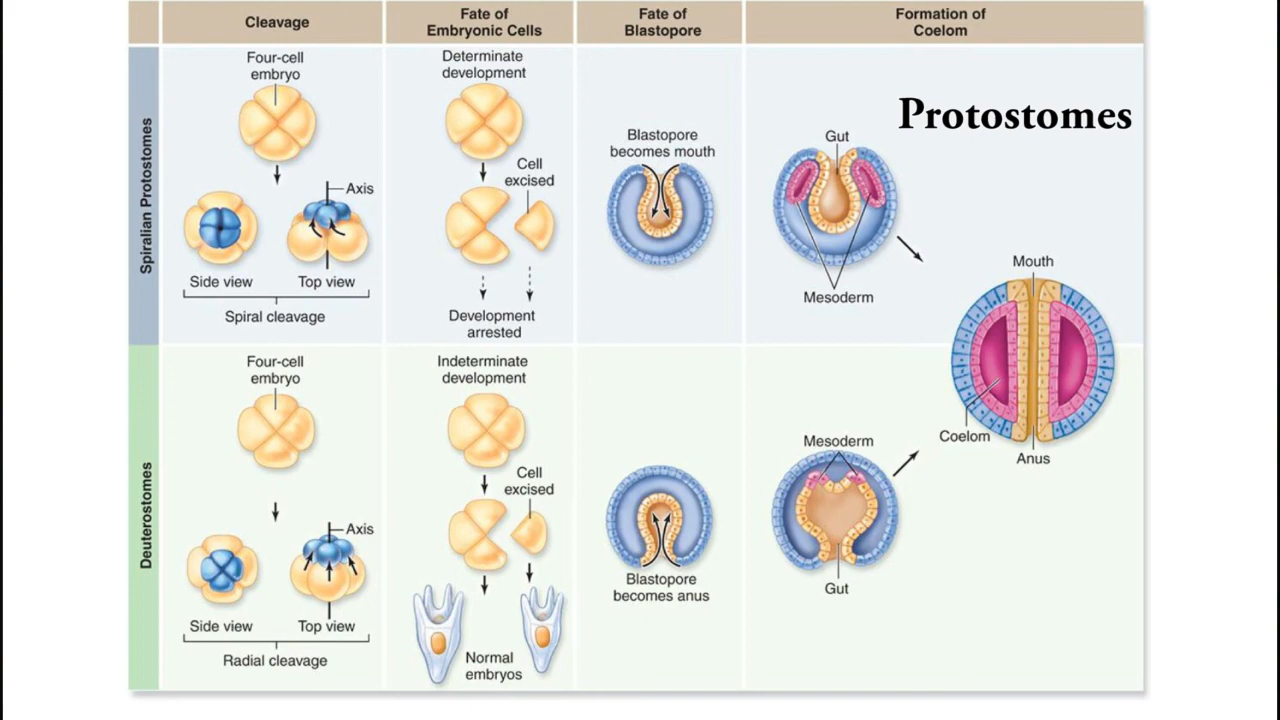 Cleavage
Fate of
Embryonic Cells
Fate of
Blastopore
Formation of
Coelom
Spiralian Protostomes
Four-cell
embryo
Axis
Side view
Top view
Spiral cleavage
Determinate
development
Cell
excised
Development
arrested
Blastopore
becomes mouth
Protostomes
Gut
Mesoderm
Mouth
Coelom
Anus
Deuterostomes
Four-cell
embryo
Axis
Side view
Top view
Radial cleavage
Indeterminate
development
Cell
excised
Normal
embryos
Blastopore
becomes anus
Mesoderm
Gut